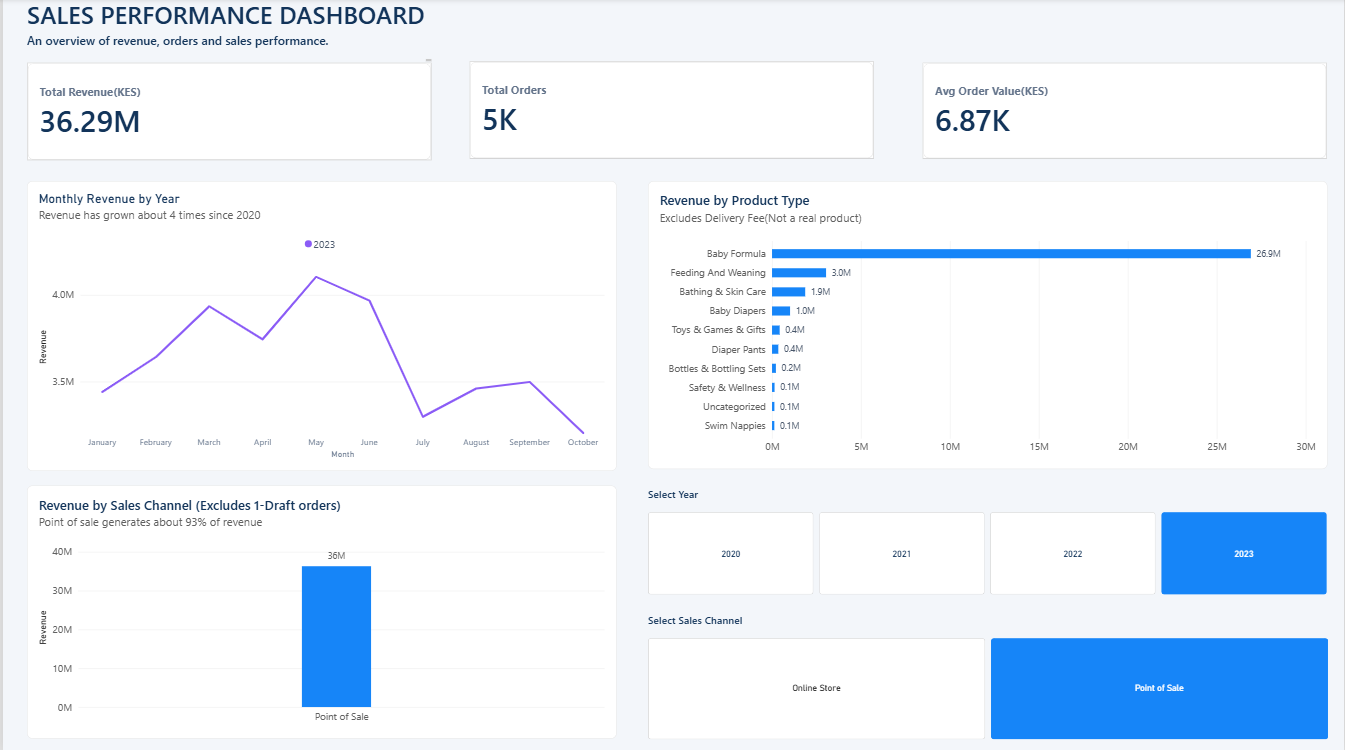 SALES PERFORMANCE DASHBOARD
An overview of revenue, orders and sales performance.
Total Revenue(KES)
36.29M
Total Orders
5K
Avg Order Value(KES)
6.87K
Monthly Revenue by Year
Revenue has grown about 4 times since 2020
2023
4.0M
3.5M
Revenue
January February March April May June July August September October
Month
Revenue by Product Type
Excludes Delivery Fee(Not a real product)
Baby Formula 26.9M
Feeding And Weaning 3.0M
Bathing & Skin Care 1.9M
Baby Diapers 1.0M
Toys & Games & Gifts 0.4M
Diaper Pants 0.4M
Bottles & Bottling Sets 0.2M
Safety & Wellness 0.1M
Uncategorized 0.1M
Swim Nappies 0.1M
0M 5M 10M 15M 20M 25M 30M
Revenue by Sales Channel (Excludes 1-Draft orders)
Point of sale generates about 93% of revenue
40M
36M
30M
20M
10M
0M
Revenue
Point of Sale
Select Year
2020 2021 2022 2023
Select Sales Channel
Online Store Point of Sale